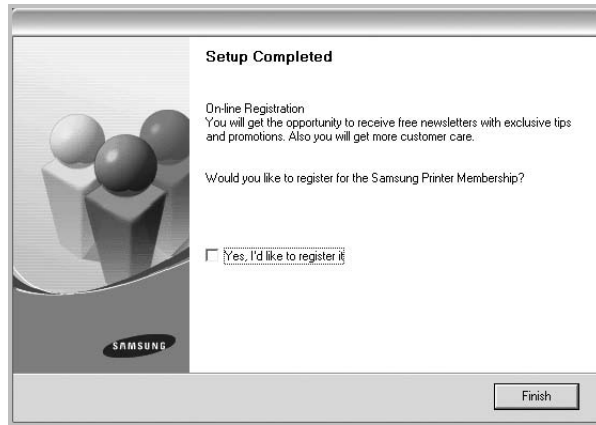 Setup Completed
On-line Registration
You will get the opportunity to receive free newsletters with exclusive tips
and promotions. Also you will get more customer care.
Would you like to register for the Samsung Printer Membership?
Yes, I'd like to register it
SAMSUNG
Finish